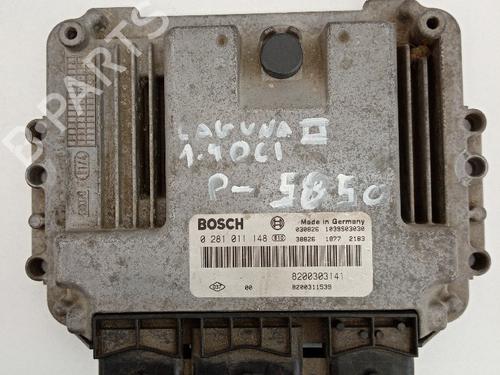 B-PARTS
LAGUNA II
1.9DCI
P-5850
BOSCH
Made in Germany
030826 1039S03030
0 281 011 148
38826 1077 2183
8200303141
00
8200311539